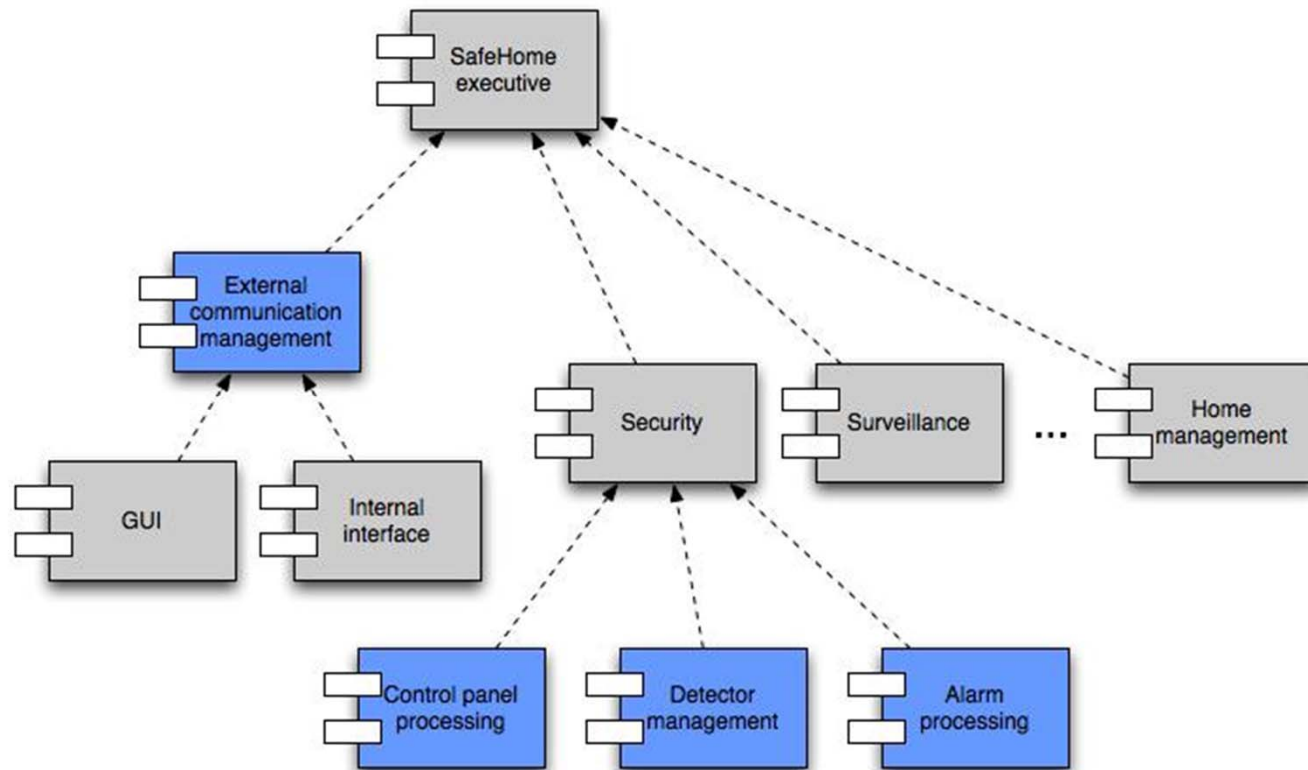 SafeHome
executive
External
communication
management
Security
Surveillance
...
Home
management
GUI
Internal
interface
Control panel
processing
Detector
management
Alarm
processing